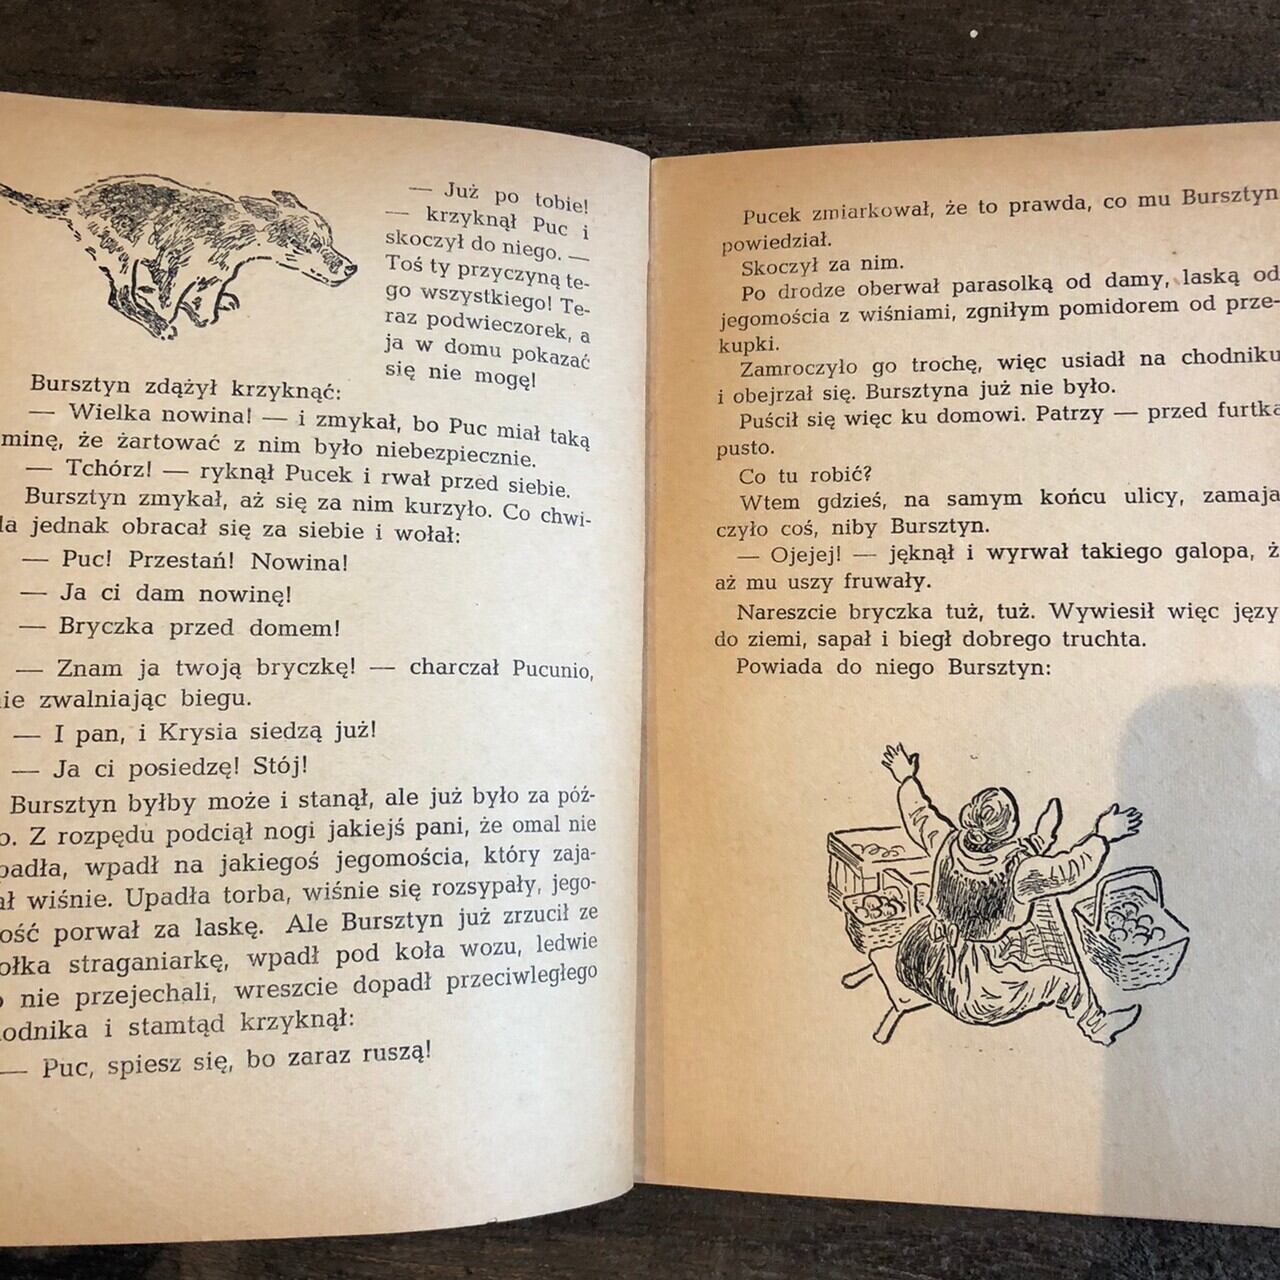 — Już po tobie!
— krzyknął Puc i
skoczył do niego. —
Toś ty przyczyną te-
go wszystkiego! Te-
raz podwieczorek, a
ja w domu pokazać
się nie mogę!
Bursztyn zdążył krzyknąć:
— Wielka nowina! — i zmykał, bo Puc miał taką
minę, że żartować z nim było niebezpiecznie.
— Tchórz! — ryknął Pucek i rwał przed siebie.
Bursztyn zmykał, aż się za nim kurzyło. Co chwi-
la jednak obracał się za siebie i wołał:
— Puc! Przestań! Nowina!
— Ja ci dam nowinę!
— Bryczka przed domem!
— Znam ja twoją bryczkę! — charczał Pucunio,
nie zwalniając biegu.
— I pan, i Krysia siedzą już!
— Ja ci posiedzę! Stój!
Bursztyn byłby może i stanął, ale już było za póź-
o. Z rozpędu podciął nogi jakiejś pani, że omal nie
padła, wpadł na jakiegoś jegomościa, który zaja-
ał wiśnie. Upadła torba, wiśnie się rozsypały, jego-
ość porwał za laskę. Ale Bursztyn już zrzucił ze
ołka straganiarkę, wpadł pod koła wozu, ledwie
o nie przejechali, wreszcie dopadł przeciwległego
odnika i stamtąd krzyknął:
— Puc, spiesz się, bo zaraz ruszą!
Pucek zmiarkował, że to prawda, co mu Bursztyn
powiedział.
Skoczył za nim.
Po drodze oberwał parasolką od damy, laską od
jegomościa z wiśniami, zgniłym pomidorem od prze-
kupki.
Zamroczyło go trochę, więc usiadł na chodniku
i obejrzał się. Bursztyna już nie było.
Puścił się więc ku domowi. Patrzy — przed furtką
pusto.
Co tu robić?
Wtem gdzieś, na samym końcu ulicy, zamaja
czyło coś, niby Bursztyn.
— Ojejej! — jęknął i wyrwał takiego galopa, ż
aż mu uszy fruwały.
Nareszcie bryczka tuż, tuż. Wywiesił więc języ
do ziemi, sapał i biegł dobrego truchta.
Powiada do niego Bursztyn: